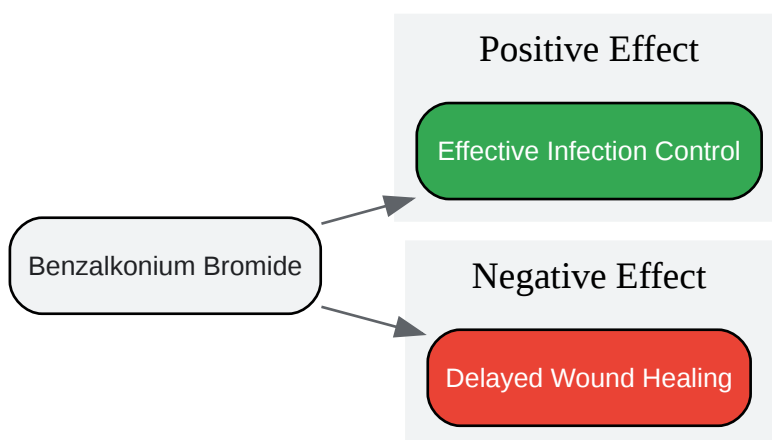 Positive Effect
Effective Infection Control
Benzalkonium Bromide
Negative Effect
Delayed Wound Healing